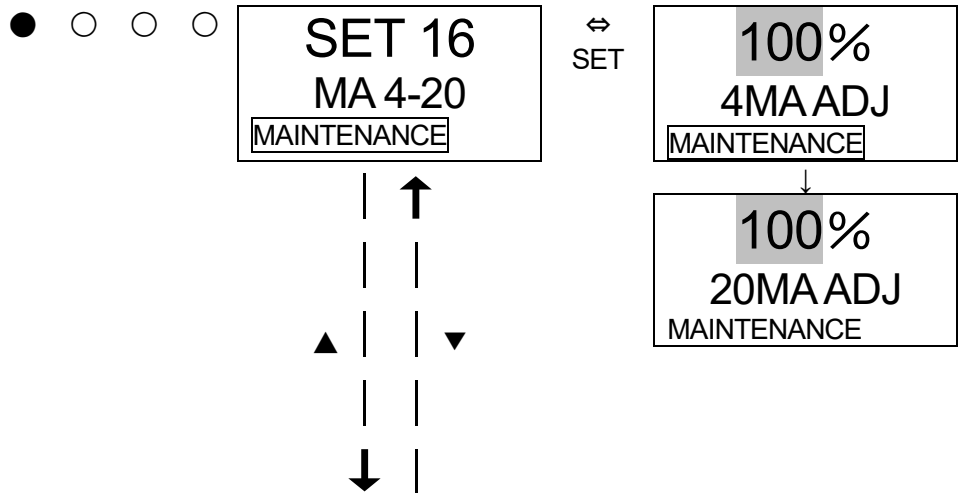 ● ○ ○ ○
SET 16
MA 4-20
MAINTENANCE
⇔
SET
100%
4MA ADJ
MAINTENANCE
↓
100%
20MA ADJ
MAINTENANCE
▲ ▼